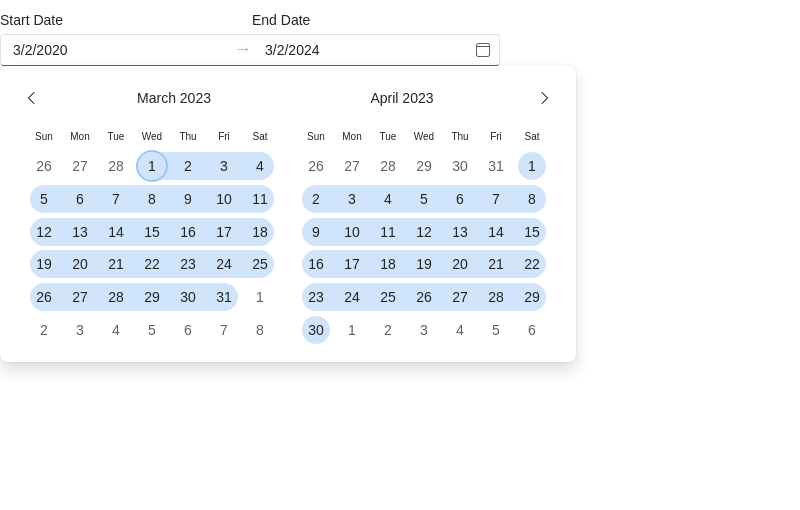 Start Date End Date
3/2/2020 → 3/2/2024
March 2023 April 2023
Sun Mon Tue Wed Thu Fri Sat Sun Mon Tue Wed Thu Fri Sat
26 27 28 1 2 3 4 26 27 28 29 30 31 1
5 6 7 8 9 10 11 2 3 4 5 6 7 8
12 13 14 15 16 17 18 9 10 11 12 13 14 15
19 20 21 22 23 24 25 16 17 18 19 20 21 22
26 27 28 29 30 31 1 23 24 25 26 27 28 29
2 3 4 5 6 7 8 30 1 2 3 4 5 6